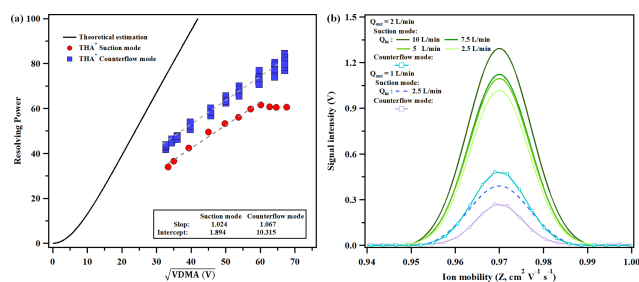 (a)
Resolving Power
100
80
60
40
20
0
Theoretical estimation
THA+ Suction mode
THA+ Counterflow mode
Suction mode Counterflow mode
Slop: 1.024 1.067
Intercept: 1.894 10.315
0 10 20 30 40 50 60 70
√VDMA (V)
(b)
Signal intensity (V)
1.5
1.2
0.9
0.6
0.3
0.0
Qout = 2 L/min
Suction mode:
Qin : 10 L/min 7.5 L/min
5 L/min 2.5 L/min
Counterflow mode:
Qout = 1 L/min
Suction mode:
Qin: 2.5 L/min
Counterflow mode:
0.94 0.95 0.96 0.97 0.98 0.99 1.00
Ion mobility (Z, cm² V⁻¹ s⁻¹)